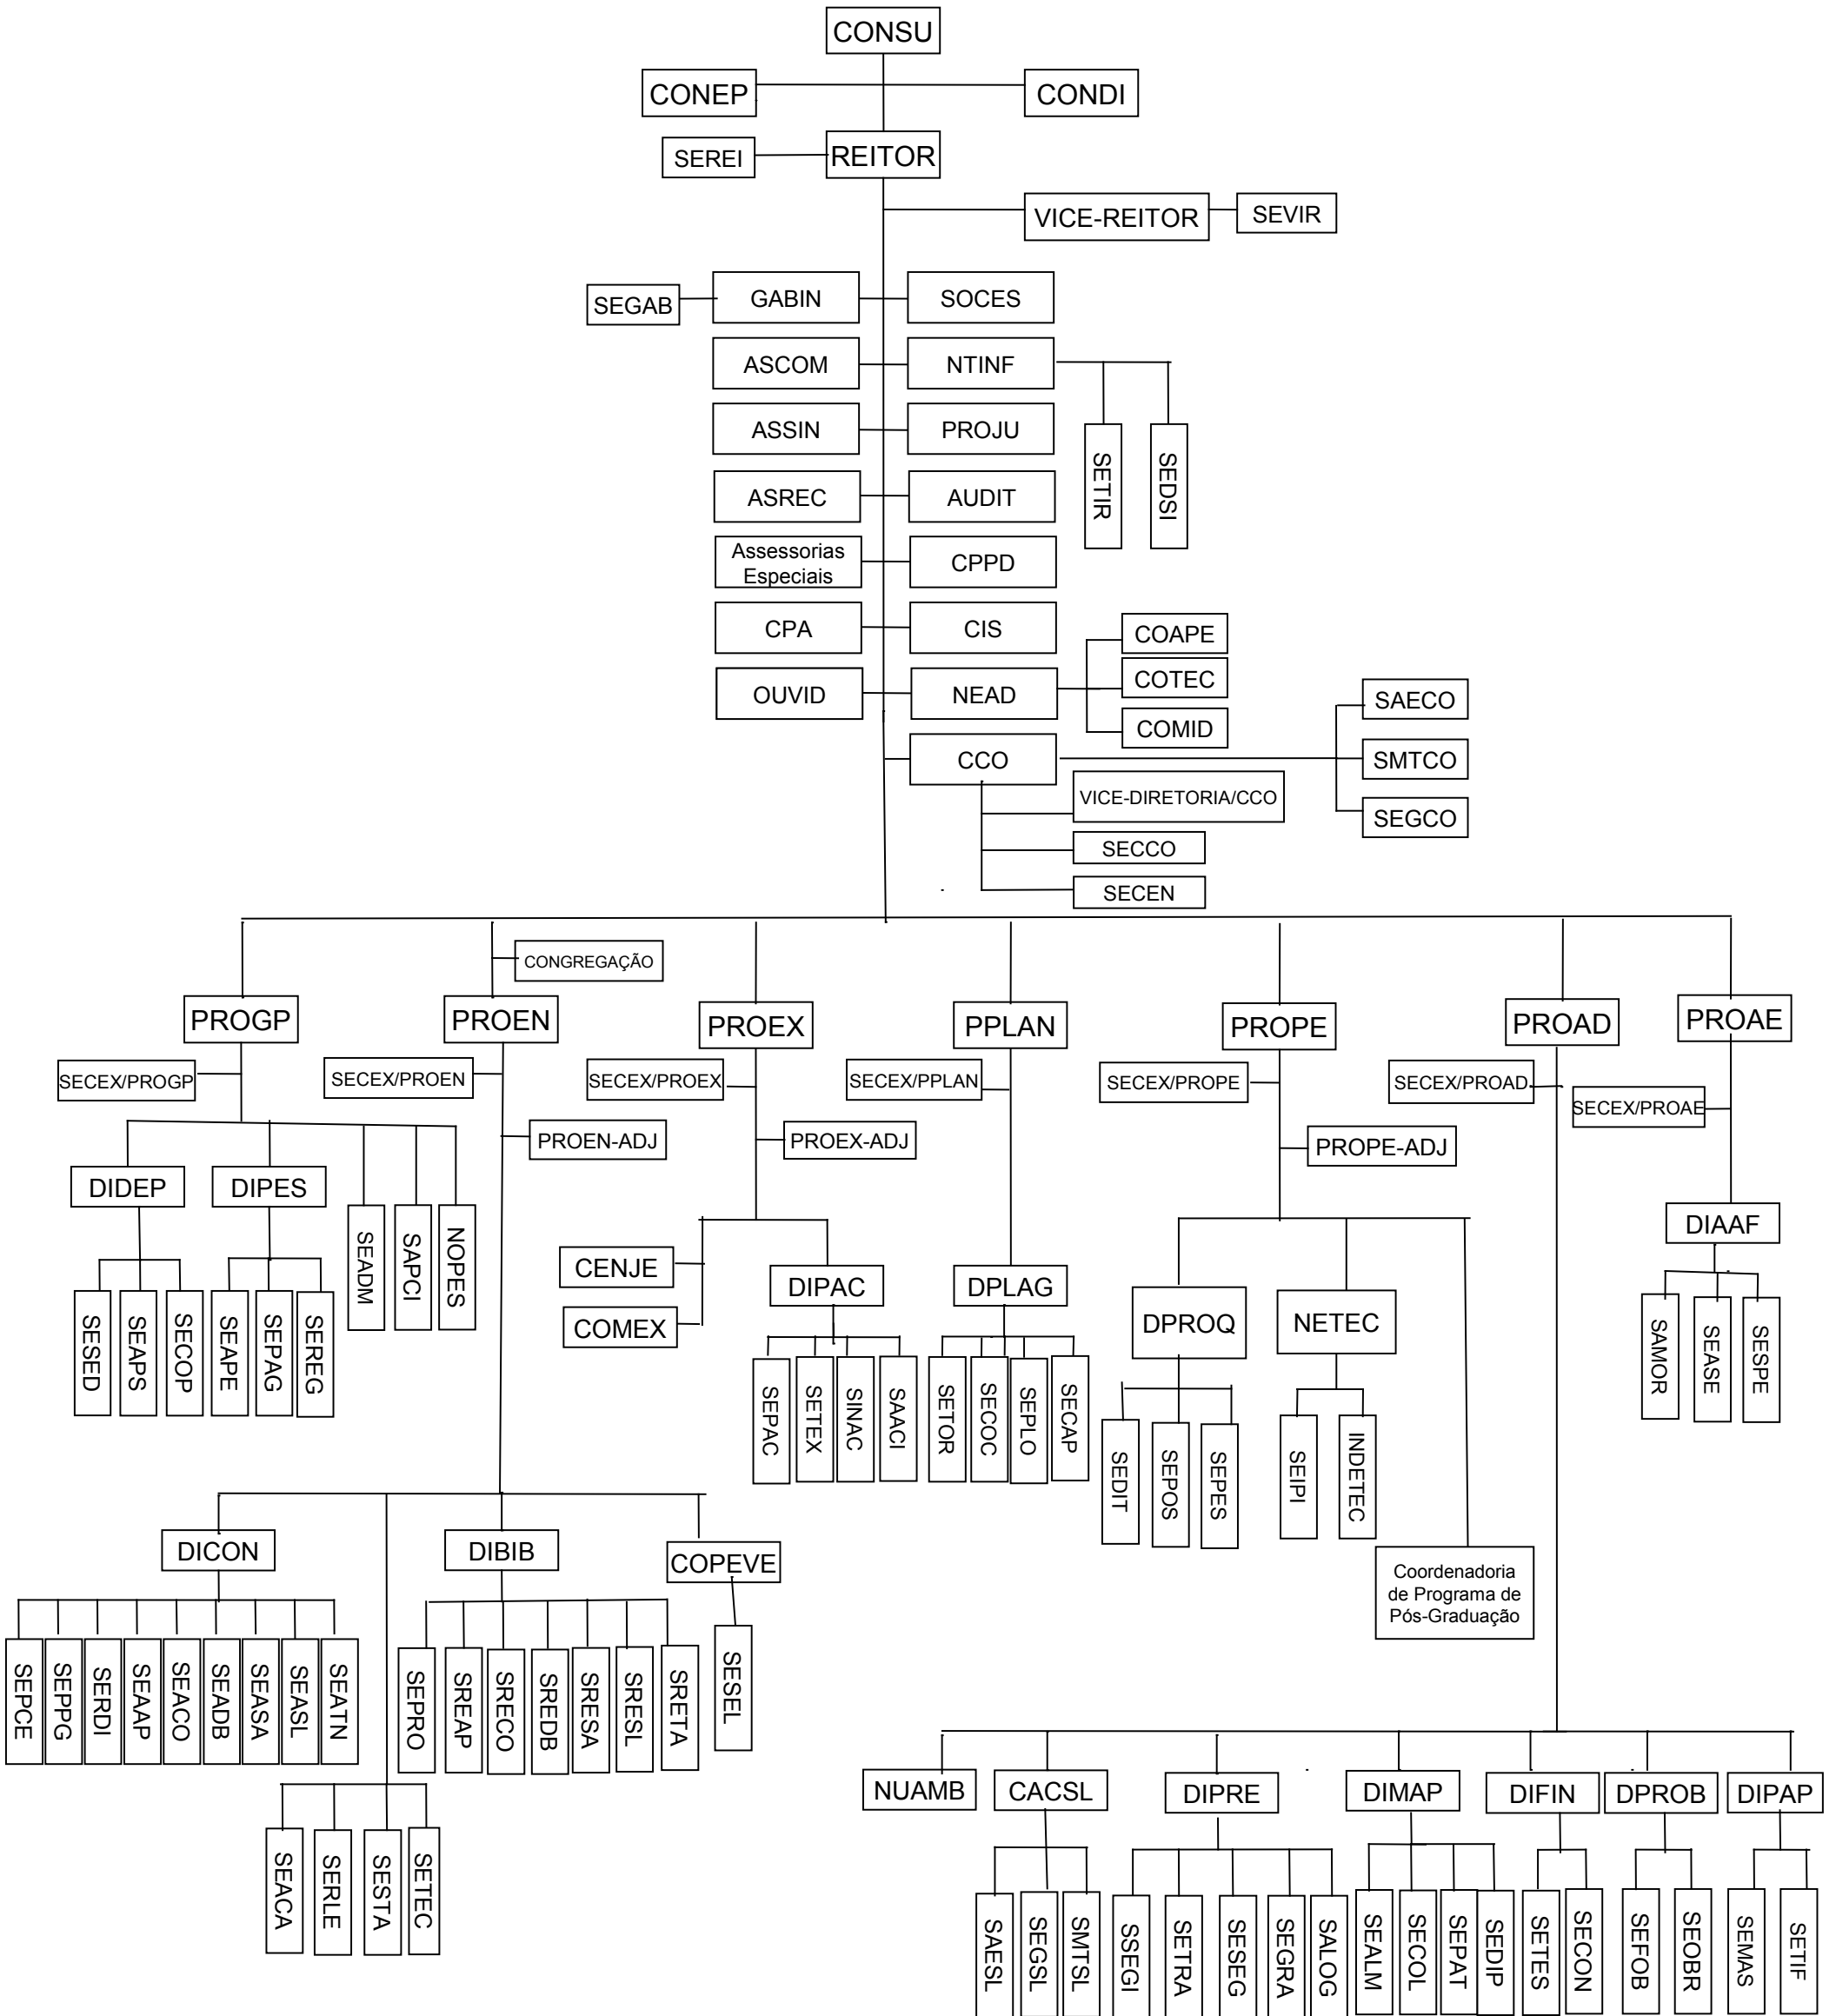 CONSU
CONEP
CONDI
SEREI
REITOR
VICE-REITOR
SEVIR
SEGAB
GABIN
SOCES
ASCOM
NTINF
ASSIN
PROJU
SETIR
SEDSI
ASREC
AUDIT
Assessorias
Especiais
CPPD
CPA
CIS
COAPE
OUVID
NEAD
COTEC
COMID
SAECO
CCO
SMTCO
VICE-DIRETORIA/CCO
SEGCO
SECCO
SECEN
CONGREGAÇÃO
PROGP
PROEN
PROEX
PPLAN
PROPE
PROAD
PROAE
SECEX/PROGP
SECEX/PROEN
SECEX/PROEX
SECEX/PPLAN
SECEX/PROPE
SECEX/PROAD
SECEX/PROAE
PROEN-ADJ
PROEX-ADJ
PROPE-ADJ
DIDEP
DIPES
SEADM
SAPCI
NOPES
DIAAF
CENJE
COMEX
DIPAC
DPLAG
DPROQ
NETEC
SESED
SEAPS
SECOP
SEAPE
SEPAG
SEREG
SAMOR
SEASE
SESPE
SEPAC
SETEX
SINAC
SAACI
SETOR
SECOC
SEPLO
SECAP
SEDIT
SEPOS
SEPES
SEIPI
INDETEC
DICON
DIBIB
COPEVE
Coordenadoria
de Programa de
Pós-Graduação
SEPCE
SEPPG
SERDI
SEAAP
SEACO
SEADB
SEASA
SEASL
SEATN
SEPRO
SREAP
SRECO
SREDB
SRESA
SRESL
SRETA
SESEL
SEACA
SERLE
SESTA
SETEC
NUAMB
CACSL
DIPRE
DIMAP
DIFIN
DPROB
DIPAP
SAESL
SEGSL
SMTSL
SSEGI
SETRA
SESEG
SEGRA
SALOG
SEALM
SECOL
SEPAT
SEDIP
SETES
SECON
SEFOB
SEOBR
SEMAS
SETIF